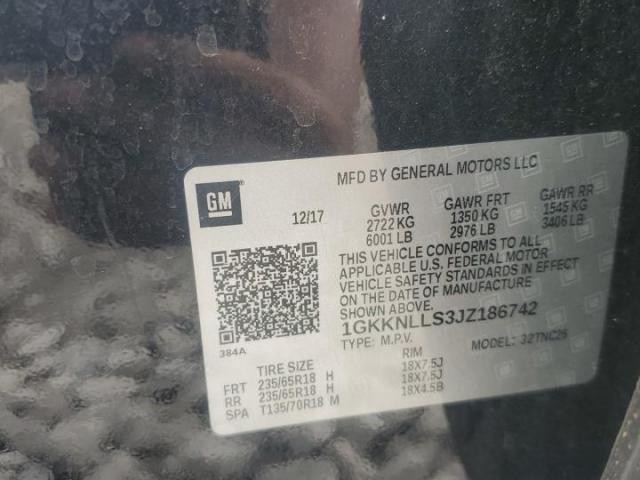 MFD BY GENERAL MOTORS LLC
GM
12/17 GVWR GAWR FRT GAWR RR
2722 KG 1350 KG 1545 KG
6001 LB 2976 LB 3406 LB
THIS VEHICLE CONFORMS TO ALL
APPLICABLE U.S. FEDERAL MOTOR
VEHICLE SAFETY STANDARDS IN EFFECT
ON THE DATE OF MANUFACTURE
SHOWN ABOVE.
1GKKNLLS3JZ186742
384A
TYPE: M.P.V. MODEL: 32TNC26
TIRE SIZE RIM
FRT 235/65R18 H 18X7.5J
RR 235/65R18 H 18X7.5J
SPA T135/70R18 M 18X4.5B